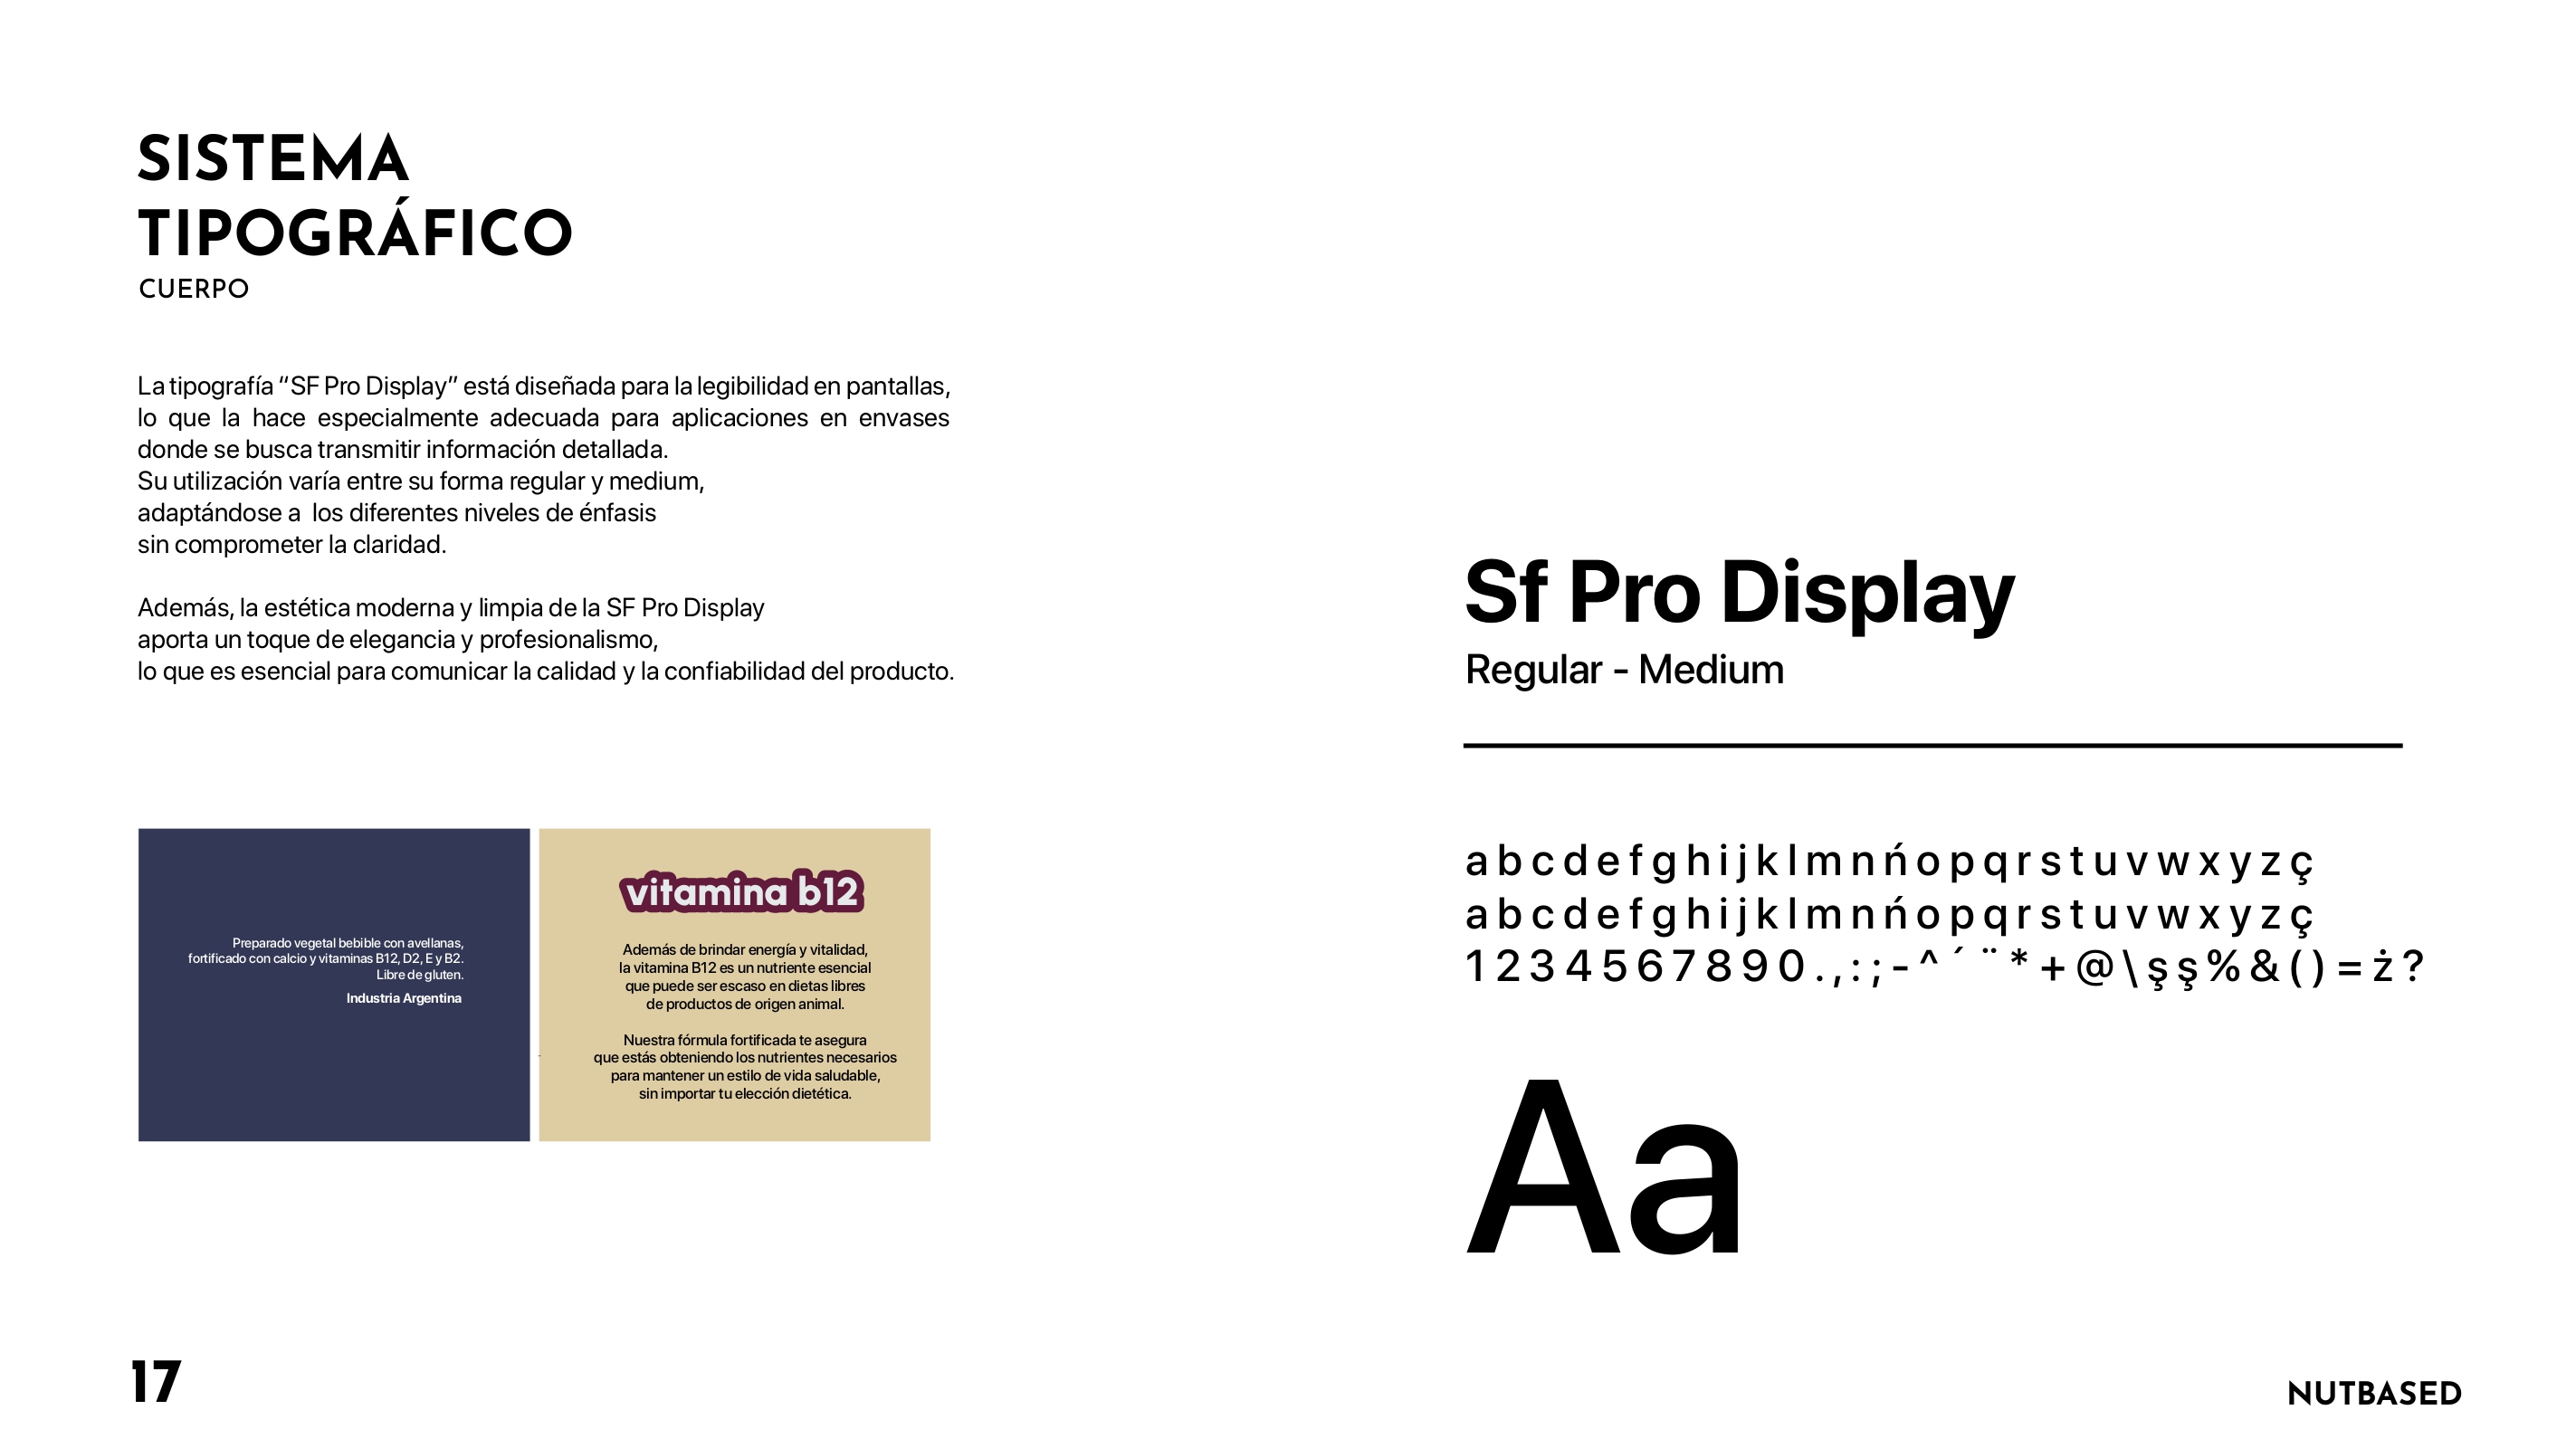 SISTEMA
TIPOGRÁFICO
CUERPO
La tipografía “SF Pro Display” está diseñada para la legibilidad en pantallas,
lo que la hace especialmente adecuada para aplicaciones en envases
donde se busca transmitir información detallada.
Su utilización varía entre su forma regular y medium,
adaptándose a los diferentes niveles de énfasis
sin comprometer la claridad.
Además, la estética moderna y limpia de la SF Pro Display
aporta un toque de elegancia y profesionalismo,
lo que es esencial para comunicar la calidad y la confiabilidad del producto.
Preparado vegetal bebible con avellanas,
fortificado con calcio y vitaminas B12, D2, E y B2.
Libre de gluten.
Industria Argentina
vitamina b12
Además de brindar energía y vitalidad,
la vitamina B12 es un nutriente esencial
que puede ser escaso en dietas libres
de productos de origen animal.
Nuestra fórmula fortificada te asegura
que estás obteniendo los nutrientes necesarios
para mantener un estilo de vida saludable,
sin importar tu elección dietética.
Sf Pro Display
Regular - Medium
a b c d e f g h i j k l m n ń o p q r s t u v w x y z ç
a b c d e f g h i j k l m n ń o p q r s t u v w x y z ç
1 2 3 4 5 6 7 8 9 0 . , : ; - ^ ´ ¨ * + @ \ ş ş % & ( ) = ż ?
Aa
17
NUTBASED